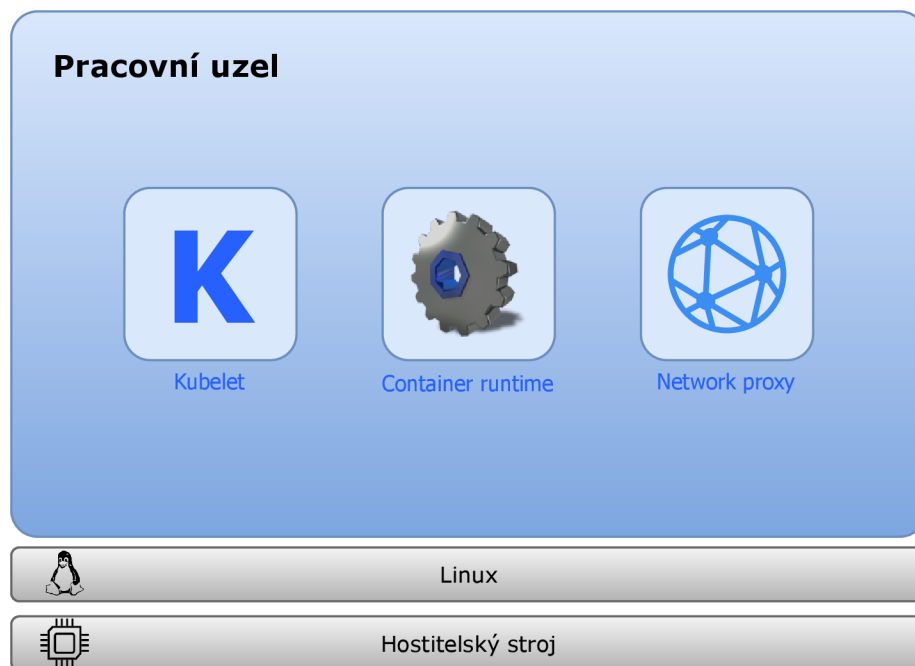 Pracovní uzel
K
Kubelet
Container runtime
Network proxy
Linux
Hostitelský stroj